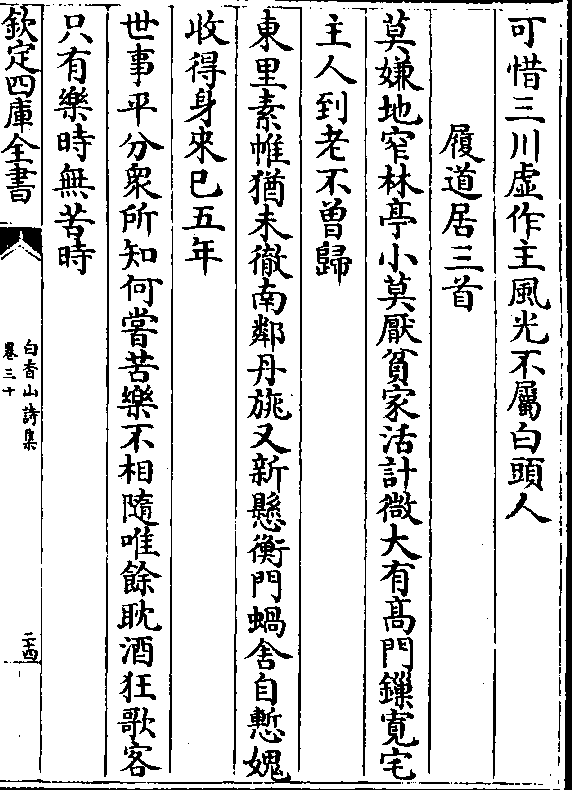 可惜三川虛作主風光不屬白頭人
履道居三首
莫嫌地窄林亭小莫厭貧家活計微大有高門鏁寛宅
主人到老不曾歸
東里素帷猶未徹南鄰丹旐又新懸衡門蝸舍自慙媿
收得身來已五年
世事平分衆所知何嘗苦樂不相隨唯餘耽酒狂歌客
只有樂時無苦時
欽定四庫全書
白香山詩集
卷三十
二十四